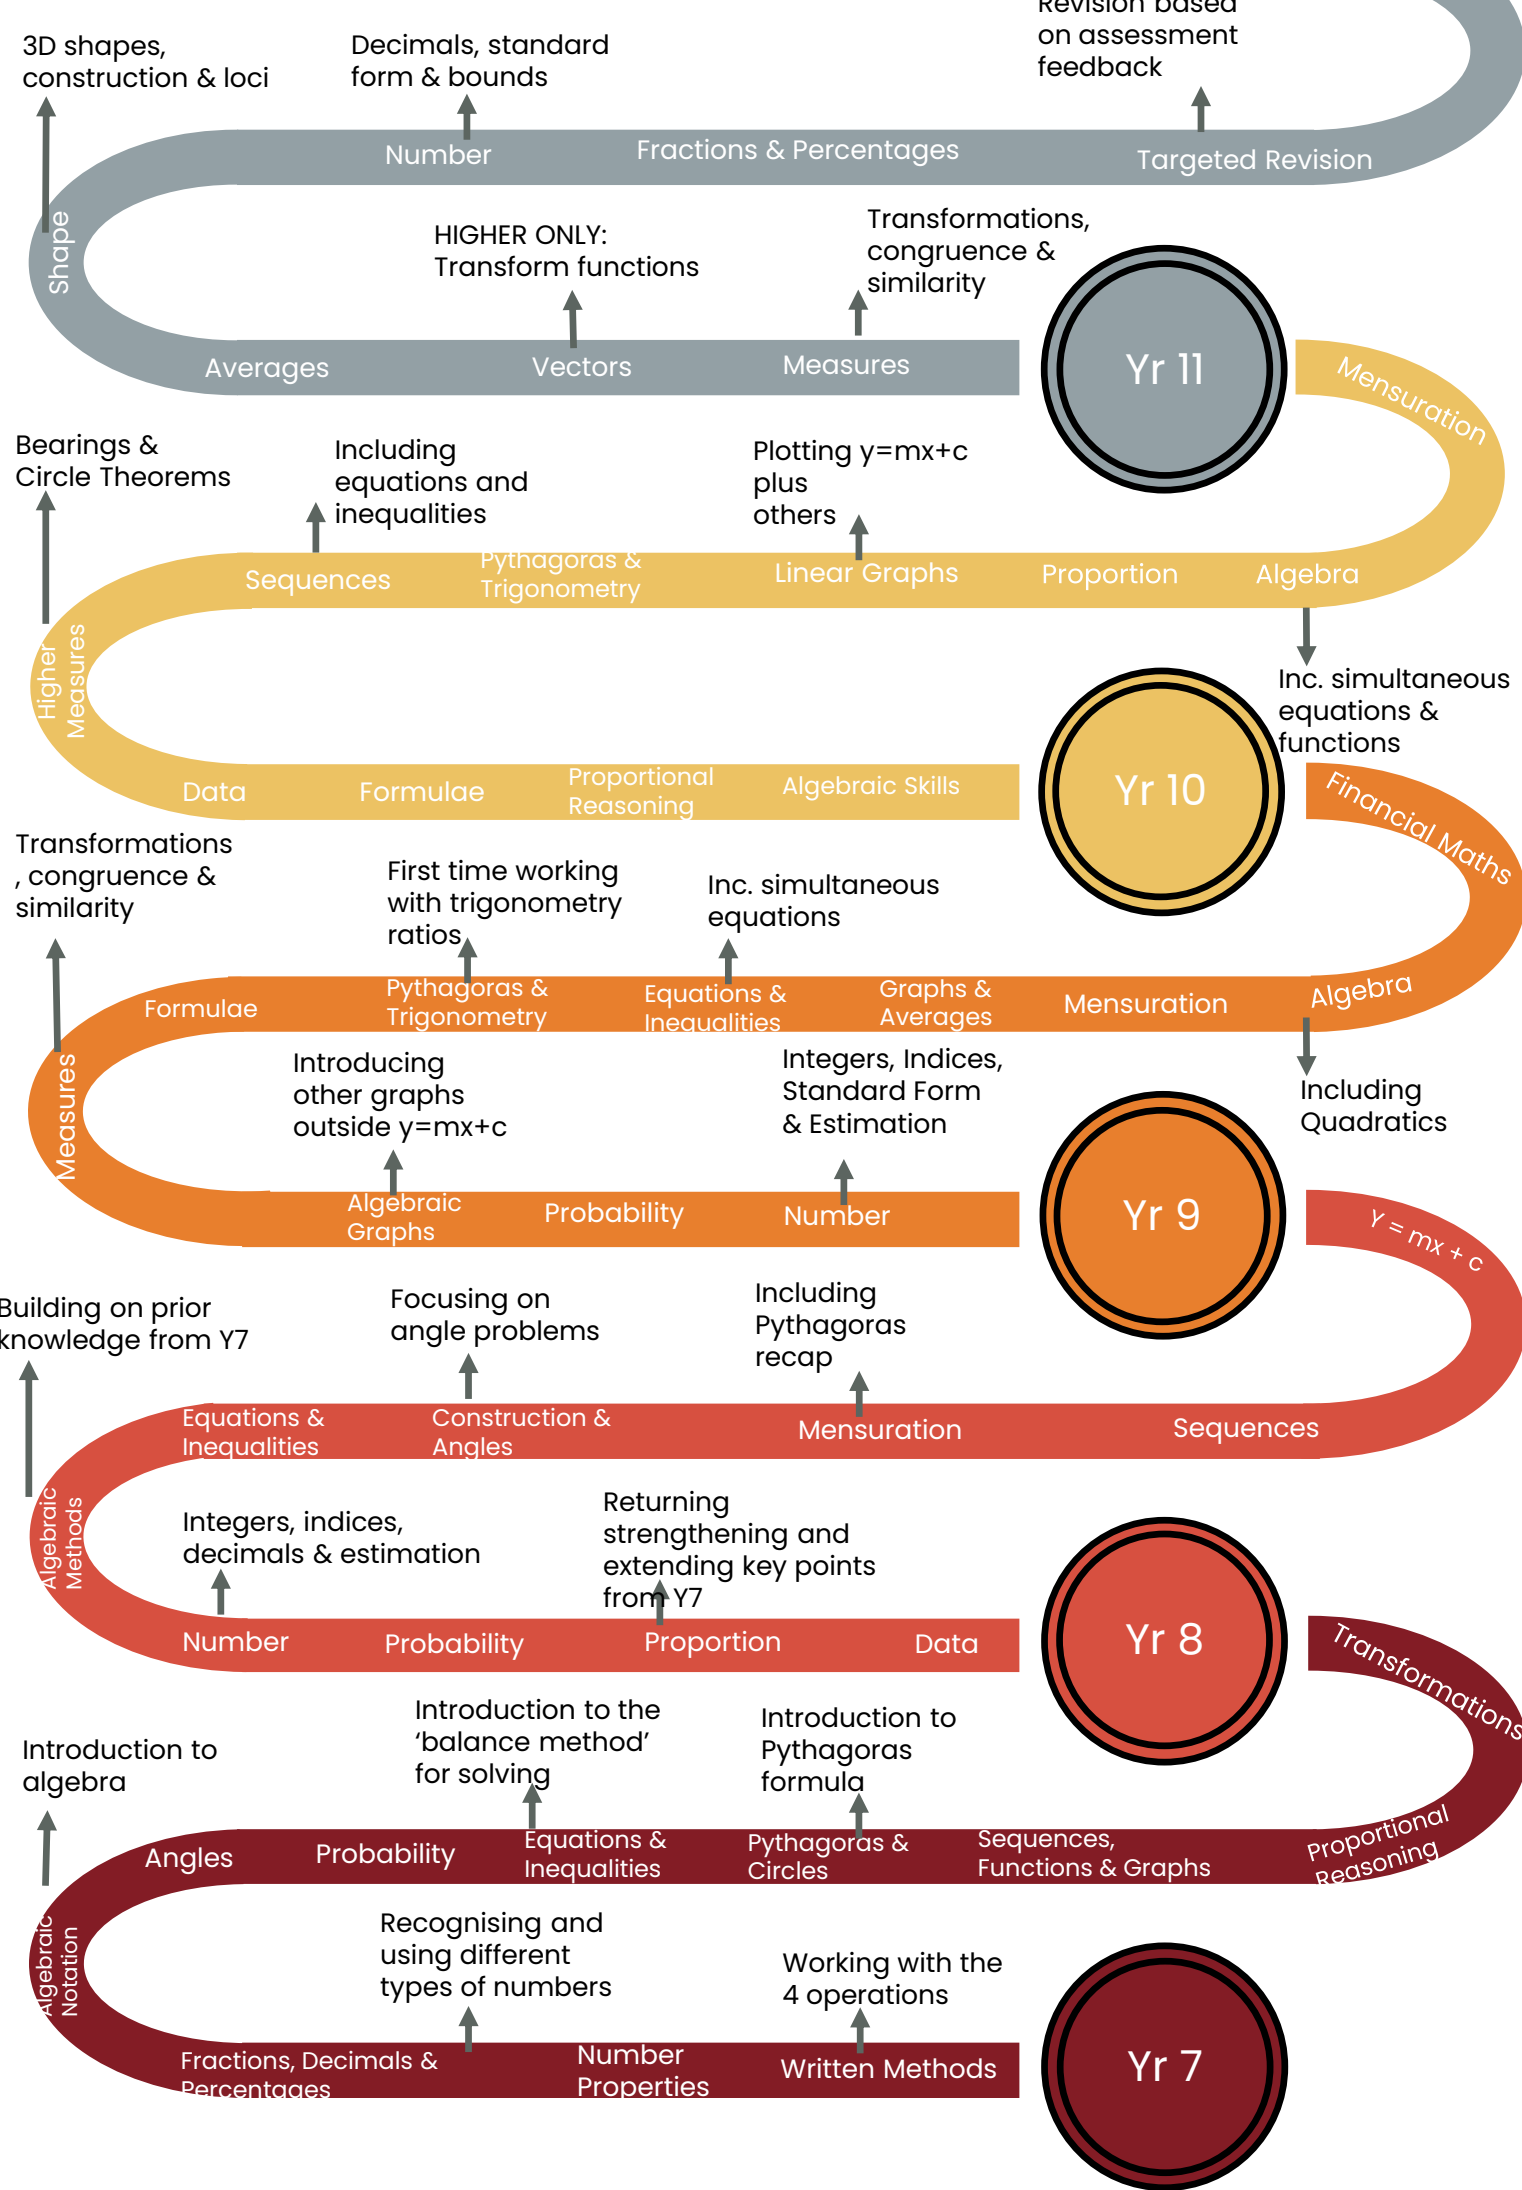 Revision based
on assessment
feedback
3D shapes,
construction & loci
Decimals, standard
form & bounds
Number
Fractions & Percentages
Targeted Revision
Shape
HIGHER ONLY:
Transform functions
Transformations,
congruence &
similarity
Averages
Vectors
Measures
Yr 11
Mensuration
Bearings &
Circle Theorems
Including
equations and
inequalities
Plotting y=mx+c
plus
others
Sequences
Pythagoras &
Trigonometry
Linear Graphs
Proportion
Algebra
Higher
Measures
Inc. simultaneous
equations &
functions
Data
Formulae
Proportional
Reasoning
Algebraic Skills
Yr 10
Financial Maths
Transformations
, congruence &
similarity
First time working
with trigonometry
ratios
Inc. simultaneous
equations
Formulae
Pythagoras &
Trigonometry
Equations &
Inequalities
Graphs &
Averages
Mensuration
Algebra
Measures
Introducing
other graphs
outside y=mx+c
Integers, Indices,
Standard Form
& Estimation
Including
Quadratics
Algebraic
Graphs
Probability
Number
Yr 9
Y = mx + c
Building on prior
knowledge from Y7
Focusing on
angle problems
Including
Pythagoras
recap
Equations &
Inequalities
Construction &
Angles
Mensuration
Sequences
Algebraic
Methods
Integers, indices,
decimals & estimation
Returning
strengthening and
extending key points
from Y7
Number
Probability
Proportion
Data
Yr 8
Transformations
Introduction to
algebra
Introduction to the
‘balance method’
for solving
Introduction to
Pythagoras
formula
Angles
Probability
Equations &
Inequalities
Pythagoras &
Circles
Sequences,
Functions & Graphs
Proportional
Reasoning
Algebraic
Notation
Recognising and
using different
types of numbers
Working with the
4 operations
Fractions, Decimals &
Percentages
Number
Properties
Written Methods
Yr 7